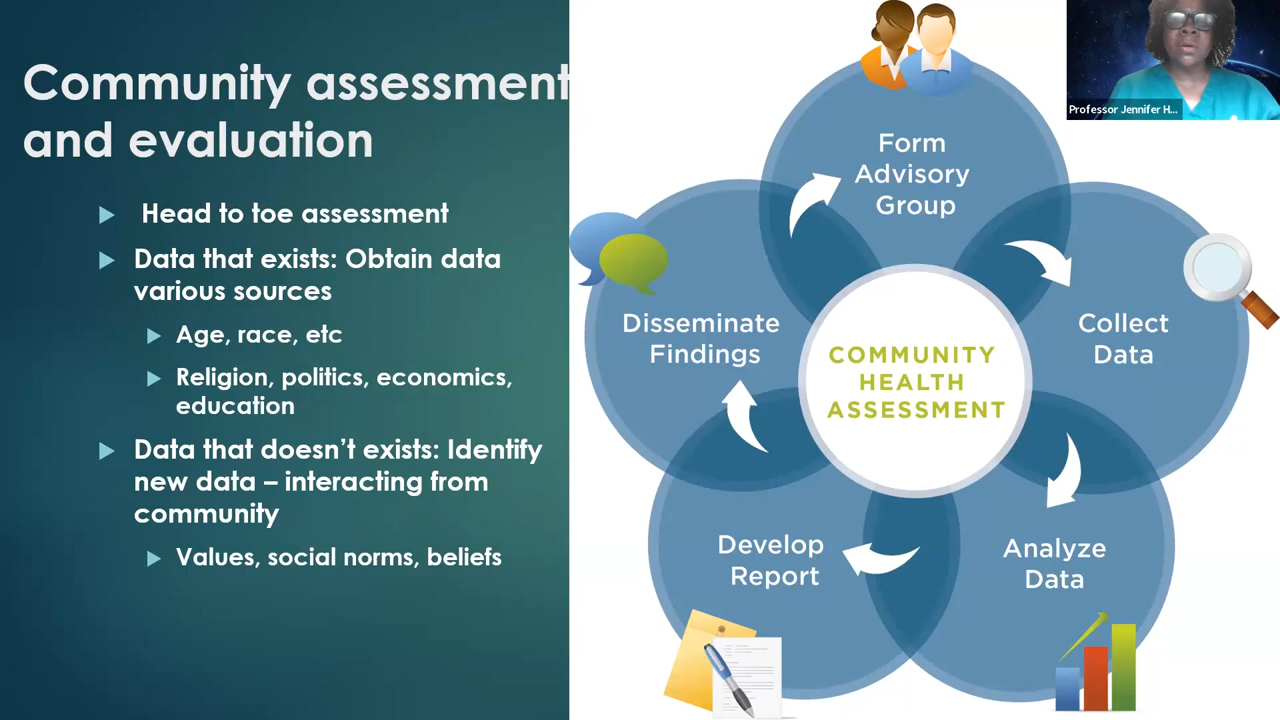 Community assessment
and evaluation
Head to toe assessment
Data that exists: Obtain data
various sources
Age, race, etc
Religion, politics, economics,
education
Data that doesn’t exists: Identify
new data – interacting from
community
Values, social norms, beliefs
Form
Advisory
Group
Collect
Data
Analyze
Data
Develop
Report
Disseminate
Findings
COMMUNITY
HEALTH
ASSESSMENT
Professor Jennifer H...